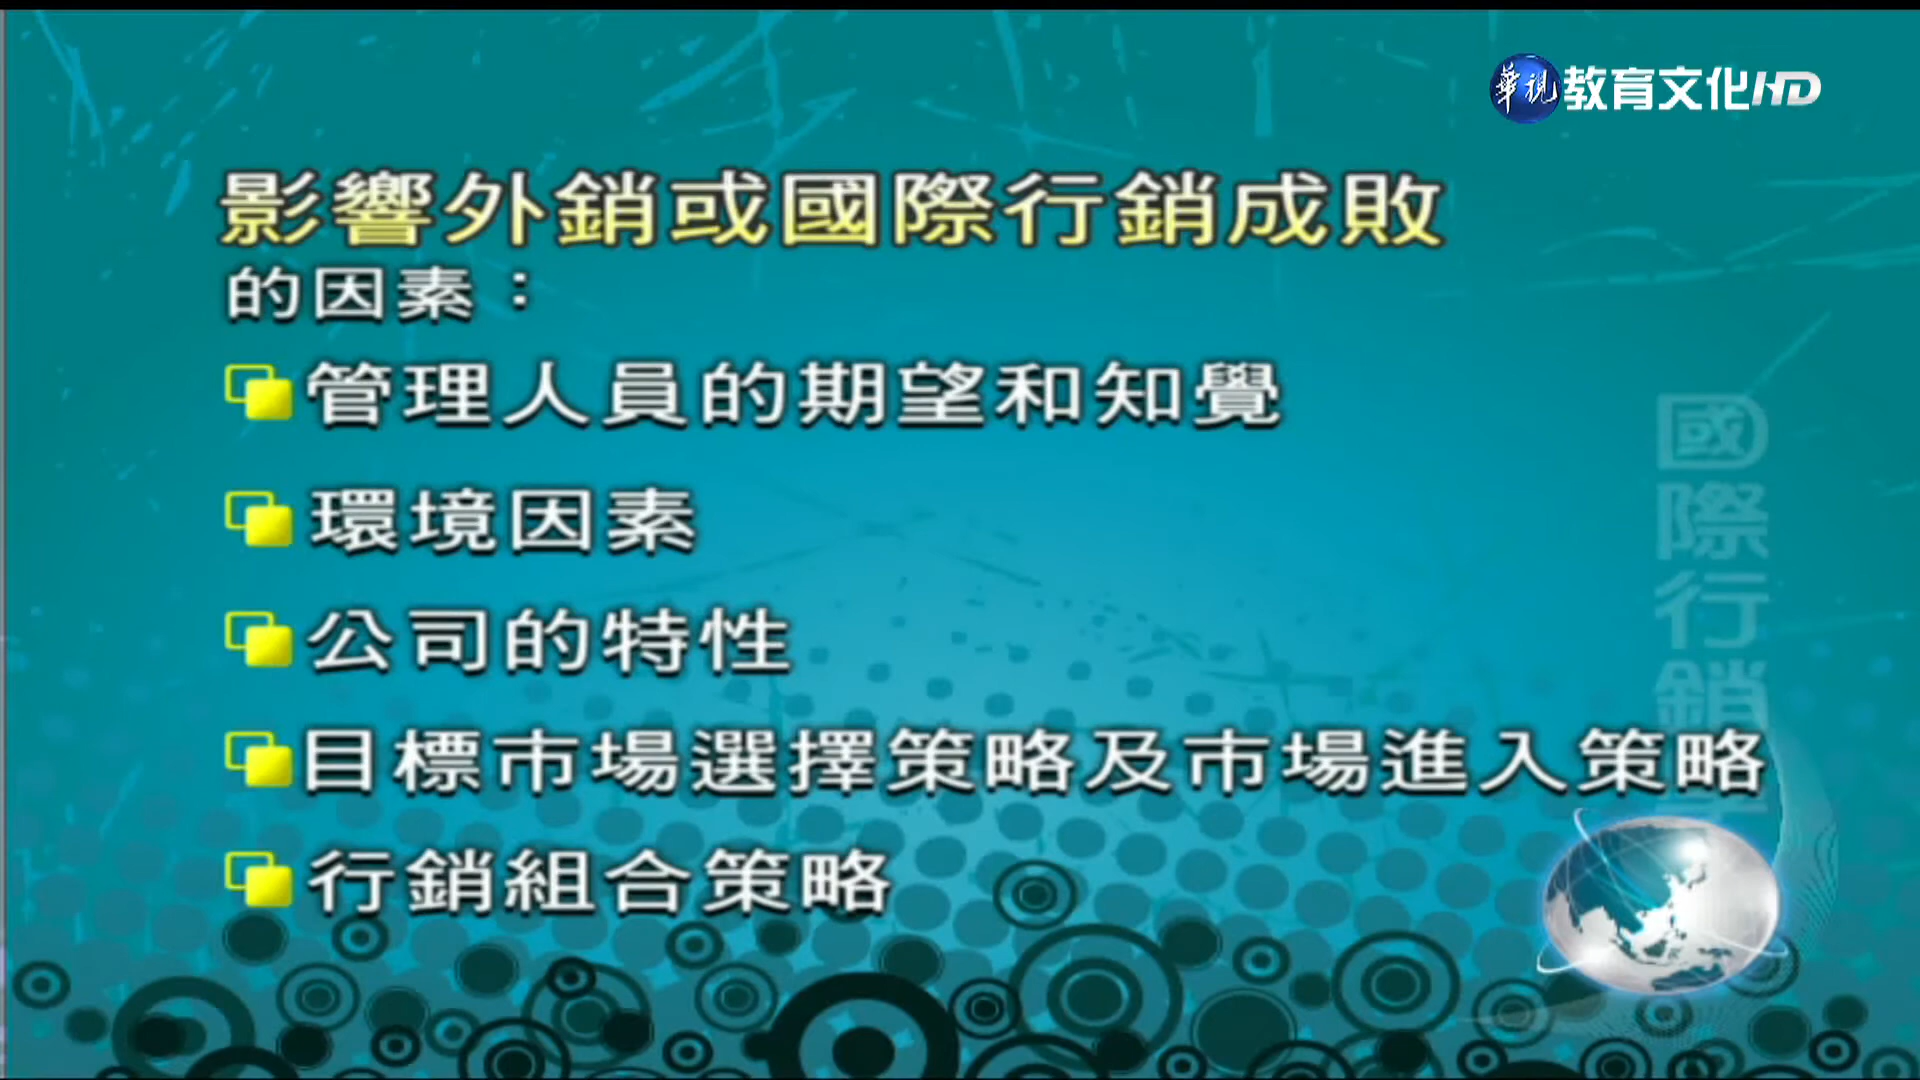 華視教育文化HD
影響外銷或國際行銷成敗
的因素：
管理人員的期望和知覺
環境因素
公司的特性
目標市場選擇策略及市場進入策略
行銷組合策略
國際行銷